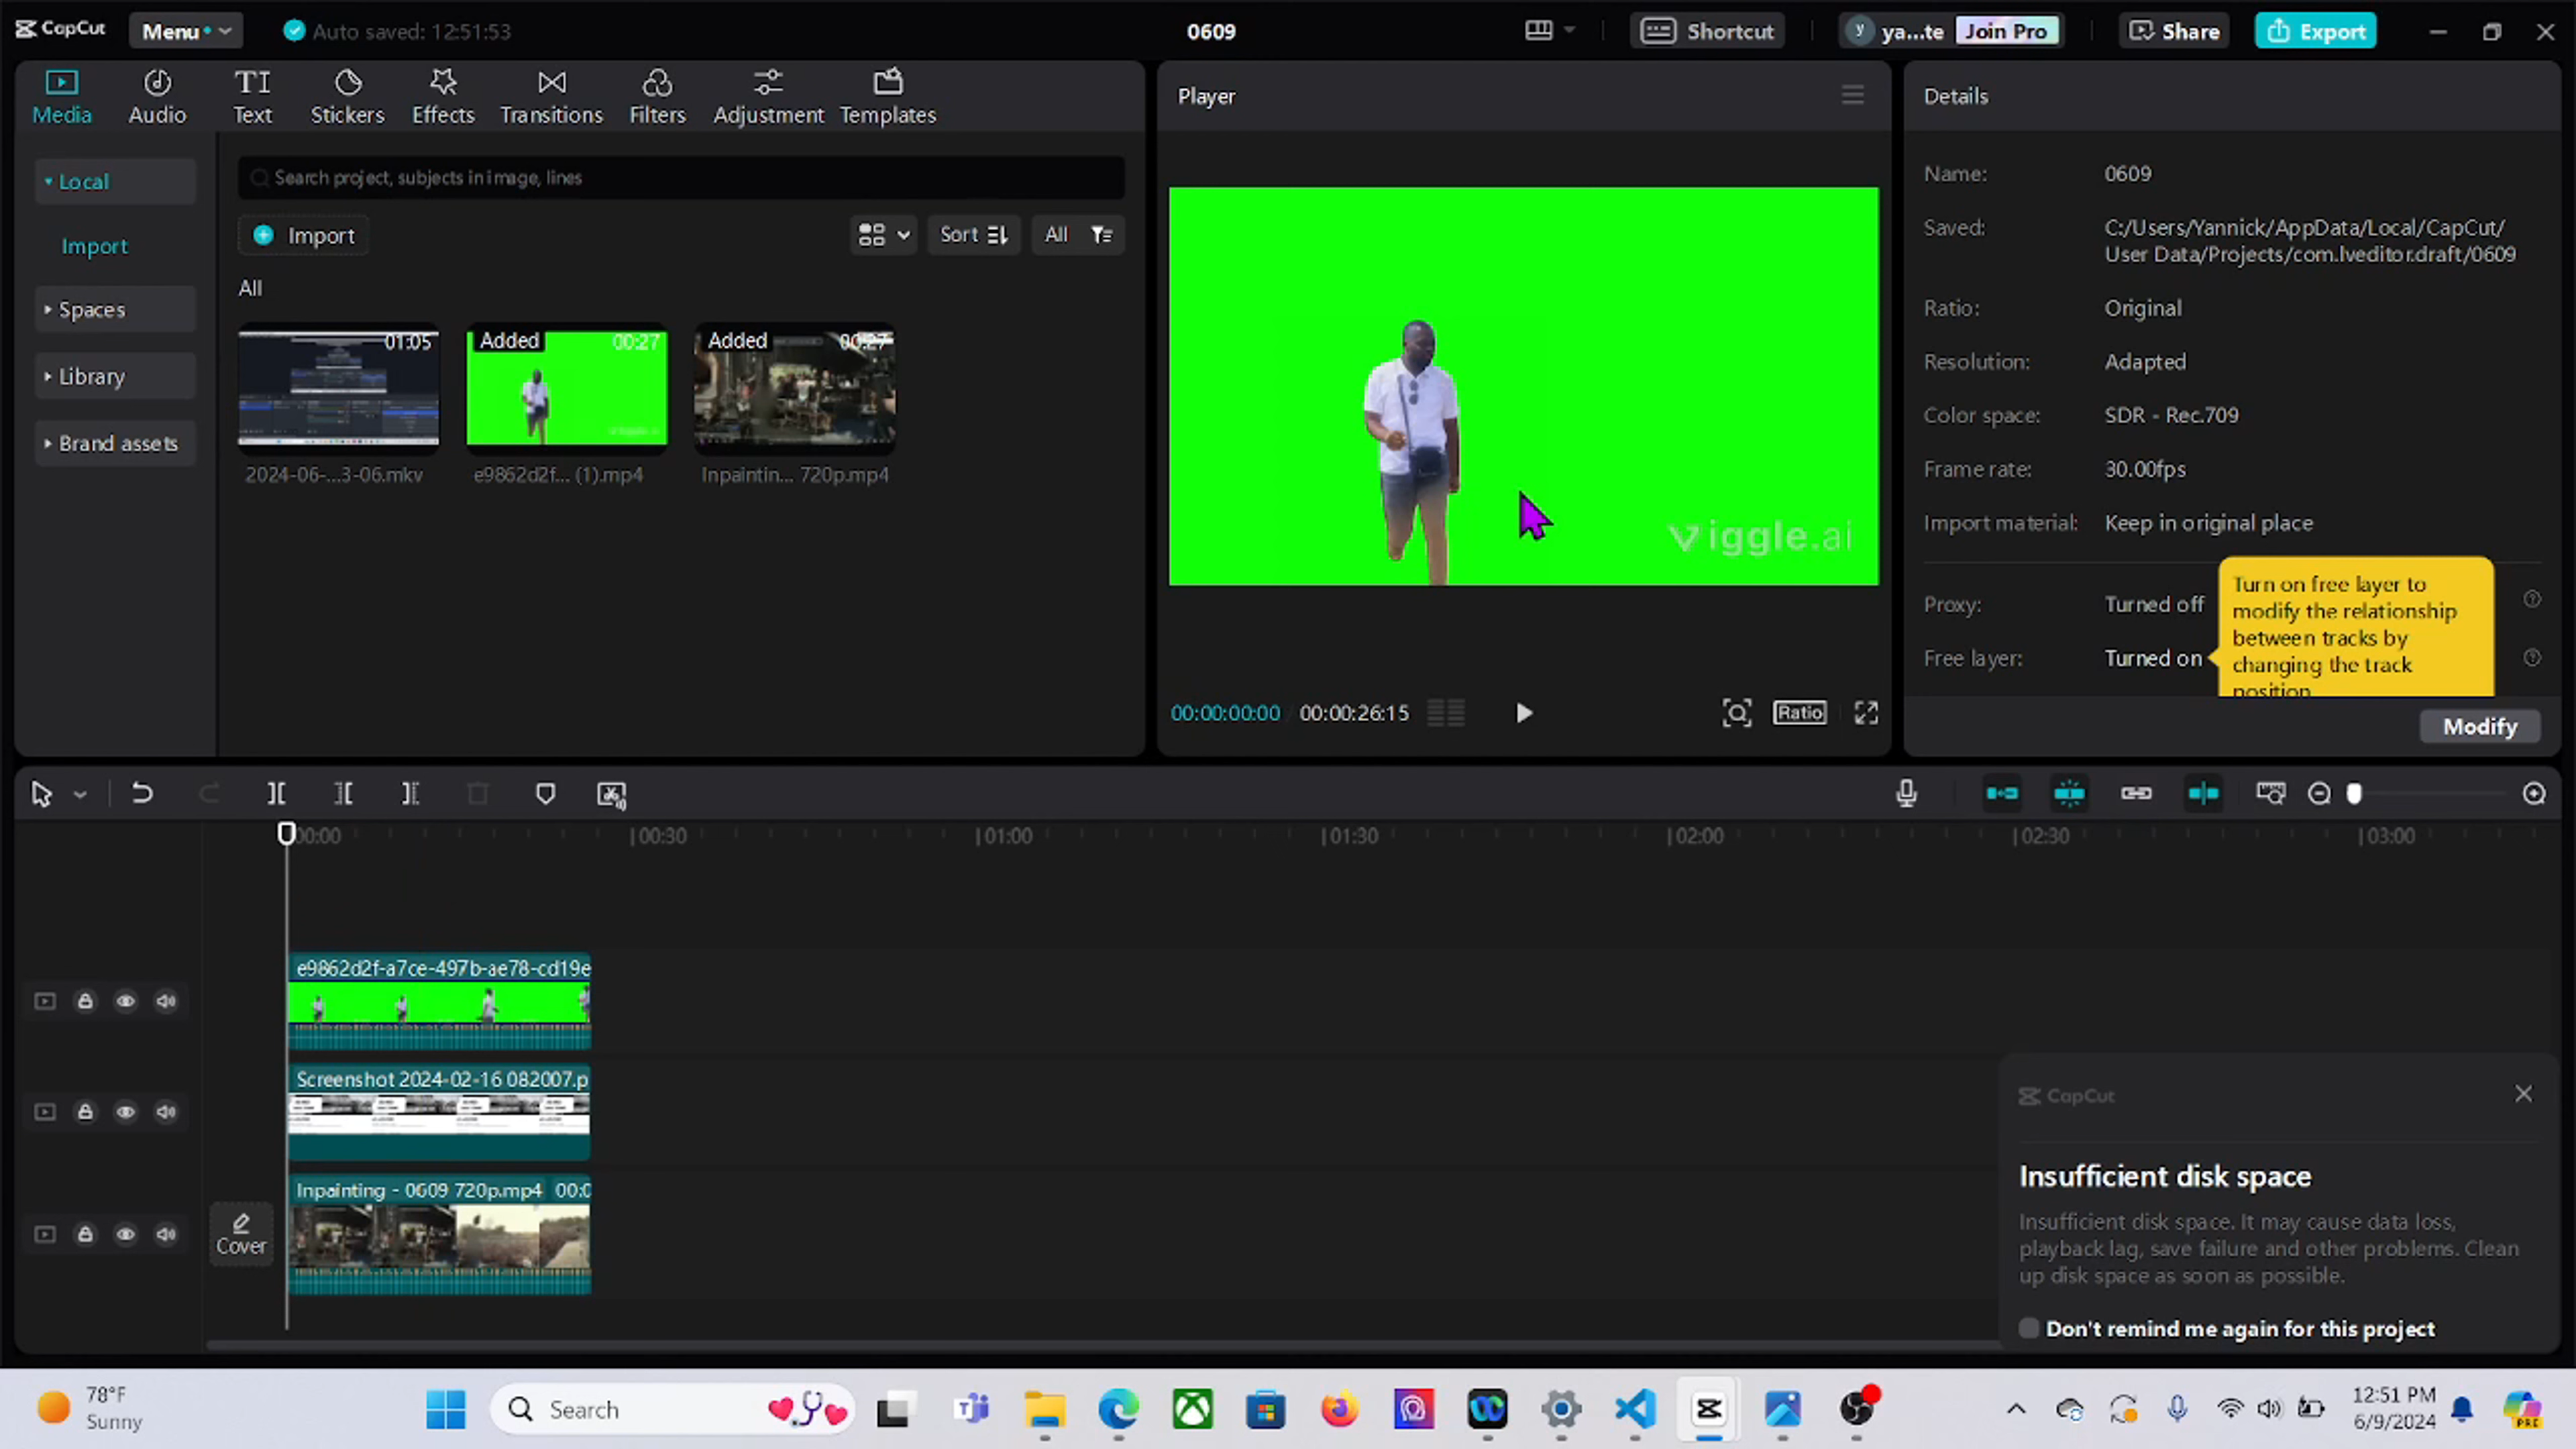 CapCut
Menu
Auto saved: 12:51:53
0609
Shortcut
ya...te
Join Pro
Share
Export
Media
Audio
TI
Text
Stickers
Effects
Transitions
Filters
Adjustment
Templates
Local
Import
Spaces
Library
Brand assets
Search project, subjects in image, lines
Import
Sort
All
All
01:05
2024-06-...3-06.mkv
Added
00:27
e9862d2f... (1).mp4
Added
00:27
Inpaintin... 720p.mp4
Player
Viggle.ai
00:00:00:00
00:00:26:15
Ratio
Details
Name: 0609
Saved: C:/Users/Yannick/AppData/Local/CapCut/
User Data/Projects/com.lveditor.draft/0609
Ratio: Original
Resolution: Adapted
Color space: SDR - Rec.709
Frame rate: 30.00fps
Import material: Keep in original place
Proxy: Turned off
Free layer: Turned on
Turn on free layer to
modify the relationship
between tracks by
changing the track
position
Modify
00:00
00:30
01:00
01:30
02:00
02:30
03:00
e9862d2f-a7ce-497b-ae78-cd19e
Screenshot 2024-02-16 082007.p
Inpainting - 0609 720p.mp4 00:0
Cover
CapCut
Insufficient disk space
Insufficient disk space. It may cause data loss,
playback lag, save failure and other problems. Clean
up disk space as soon as possible.
Don't remind me again for this project
78°F
Sunny
Search
12:51 PM
6/9/2024
PRE